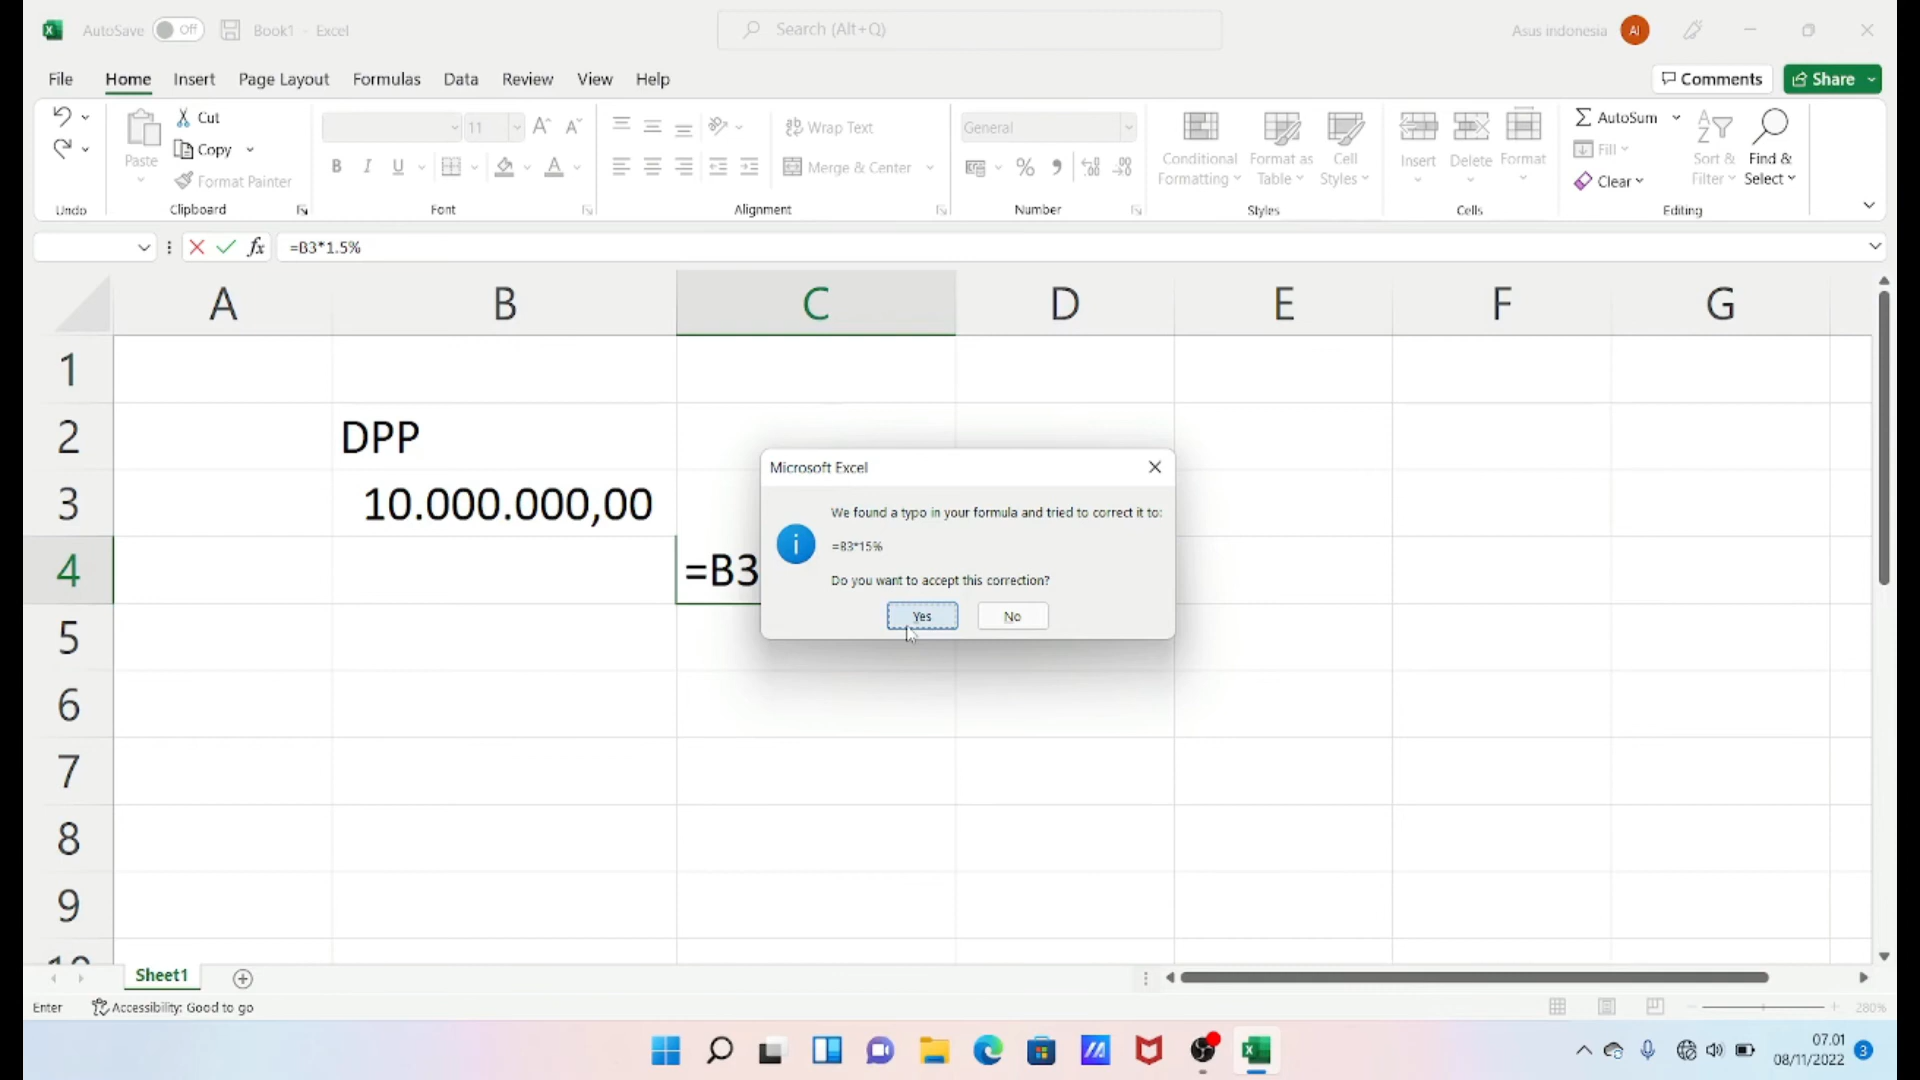 AutoSave Off Book1 - Excel Search (Alt+Q) Asus indonesia AI
File Home Insert Page Layout Formulas Data Review View Help Comments Share
Cut
Copy
Format Painter
Paste
11
B I U
Wrap Text
Merge & Center
General
Conditional Formatting
Format as Table
Cell Styles
Insert Delete Format
AutoSum
Fill
Clear
Sort & Filter
Find & Select
Undo Clipboard Font Alignment Number Styles Cells Editing
fx =B3*1.5%
A B C D E F G
1
2 DPP
3 10.000.000,00
4 =B3
5
6
7
8
9
10
Microsoft Excel
We found a typo in your formula and tried to correct it to:
=B3*15%
Do you want to accept this correction?
Yes No
Sheet1
Enter Accessibility: Good to go 280%
07.01
08/11/2022 3